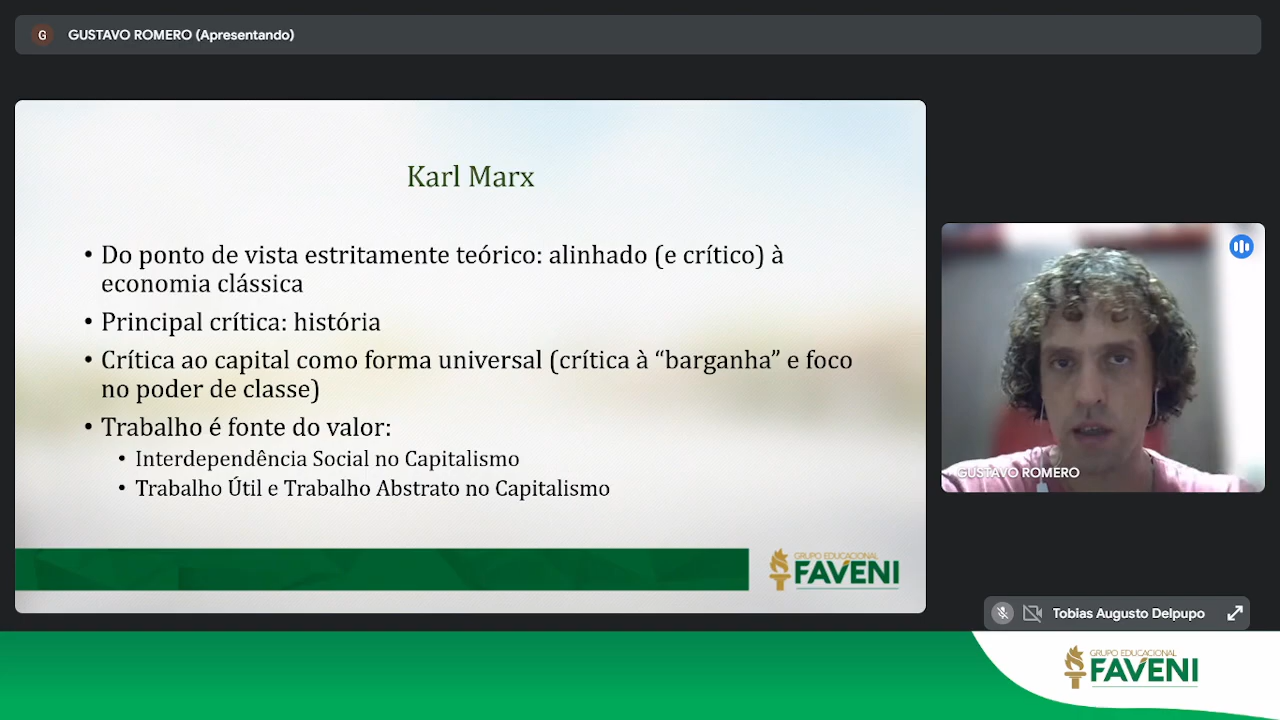 G GUSTAVO ROMERO (Apresentando)
Karl Marx
• Do ponto de vista estritamente teórico: alinhado (e crítico) à
economia clássica
• Principal crítica: história
• Crítica ao capital como forma universal (crítica à “barganha” e foco
no poder de classe)
• Trabalho é fonte do valor:
• Interdependência Social no Capitalismo
• Trabalho Útil e Trabalho Abstrato no Capitalismo
GRUPO EDUCACIONAL
FAVENI
GUSTAVO ROMERO
Tobias Augusto Delpupo
GRUPO EDUCACIONAL
FAVENI